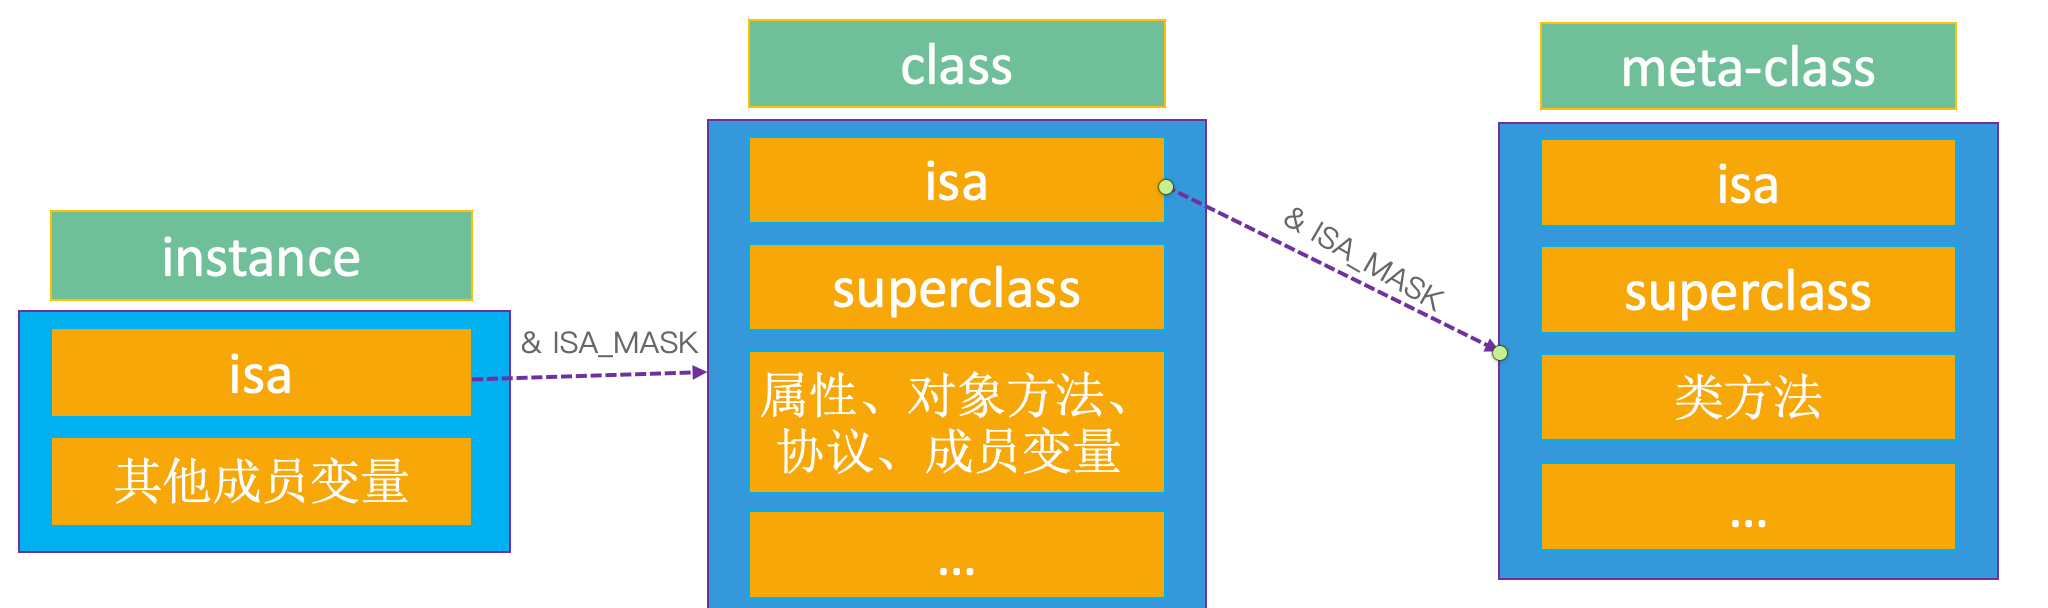 instance
isa
其他成员变量
& ISA_MASK
class
isa
superclass
属性、对象方法、
协议、成员变量
...
& ISA_MASK
meta-class
isa
superclass
类方法
...